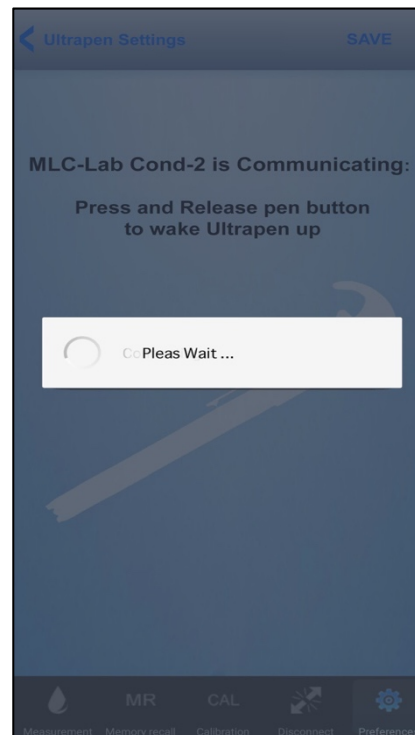 Ultrapen Settings
SAVE
MLC-Lab Cond-2 is Communicating:
Press and Release pen button
to wake Ultrapen up
Pleas Wait ...
MR
CAL
Measurement
Memory recall
Calibration
Disconnect
Preference